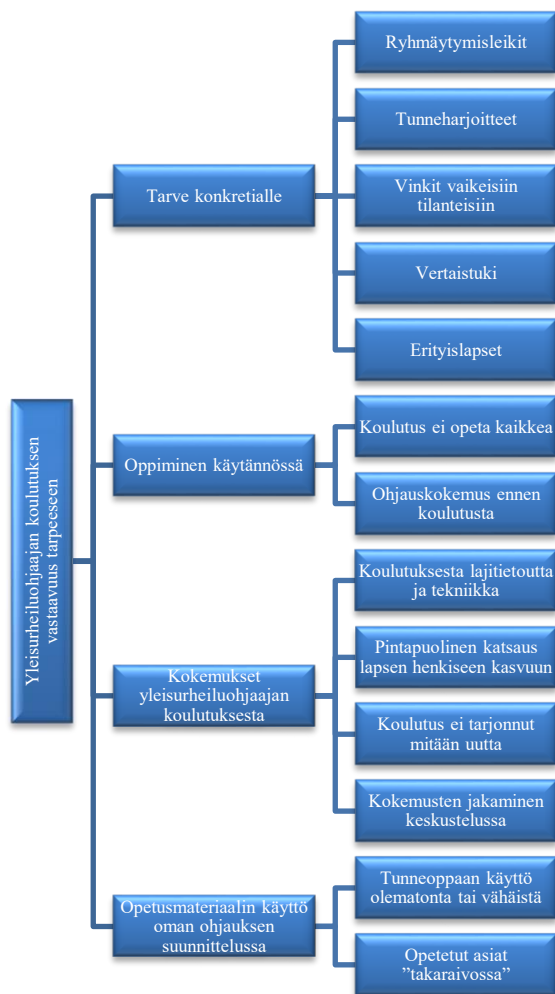 Yleisurheiluohjaajan koulutuksen
vastaavuus tarpeeseen
Tarve konkretialle
Ryhmäytymisleikit
Tunneharjoitteet
Vinkit vaikeisiin
tilanteisiin
Vertaistuki
Erityislapset
Oppiminen käytännössä
Koulutus ei opeta kaikkea
Ohjauskokemus ennen
koulutusta
Kokemukset
yleisurheiluohjaajan
koulutuksesta
Koulutuksesta lajitietoutta
ja tekniikka
Pintapuolinen katsaus
lapsen henkiseen kasvuun
Koulutus ei tarjonnut
mitään uutta
Kokemusten jakaminen
keskustelussa
Opetusmateriaalin käyttö
oman ohjauksen
suunnittelussa
Tunneoppaan käyttö
olematonta tai vähäistä
Opetetut asiat
”takaraivossa”